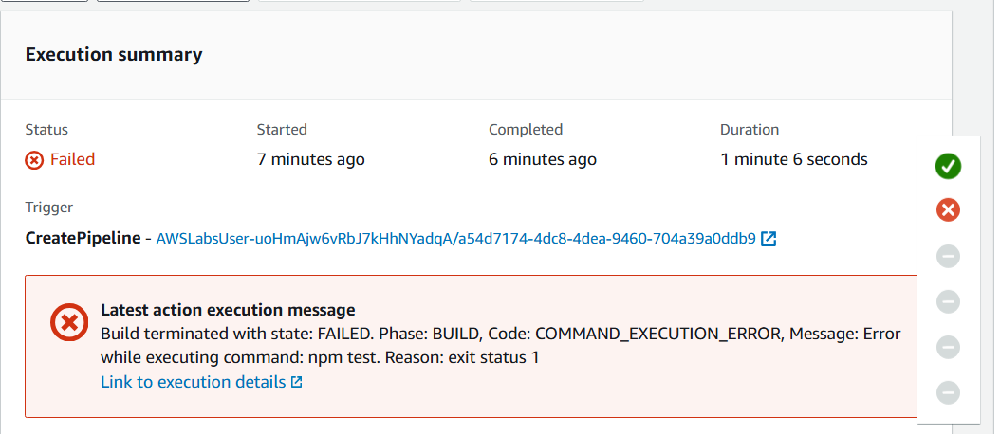 Execution summary
Status Started Completed Duration
Failed 7 minutes ago 6 minutes ago 1 minute 6 seconds
Trigger
CreatePipeline - AWSLabsUser-uoHmAjw6vRbJ7kHhNYadqA/a54d7174-4dc8-4dea-9460-704a39a0ddb9
Latest action execution message
Build terminated with state: FAILED. Phase: BUILD, Code: COMMAND_EXECUTION_ERROR, Message: Error
while executing command: npm test. Reason: exit status 1
Link to execution details